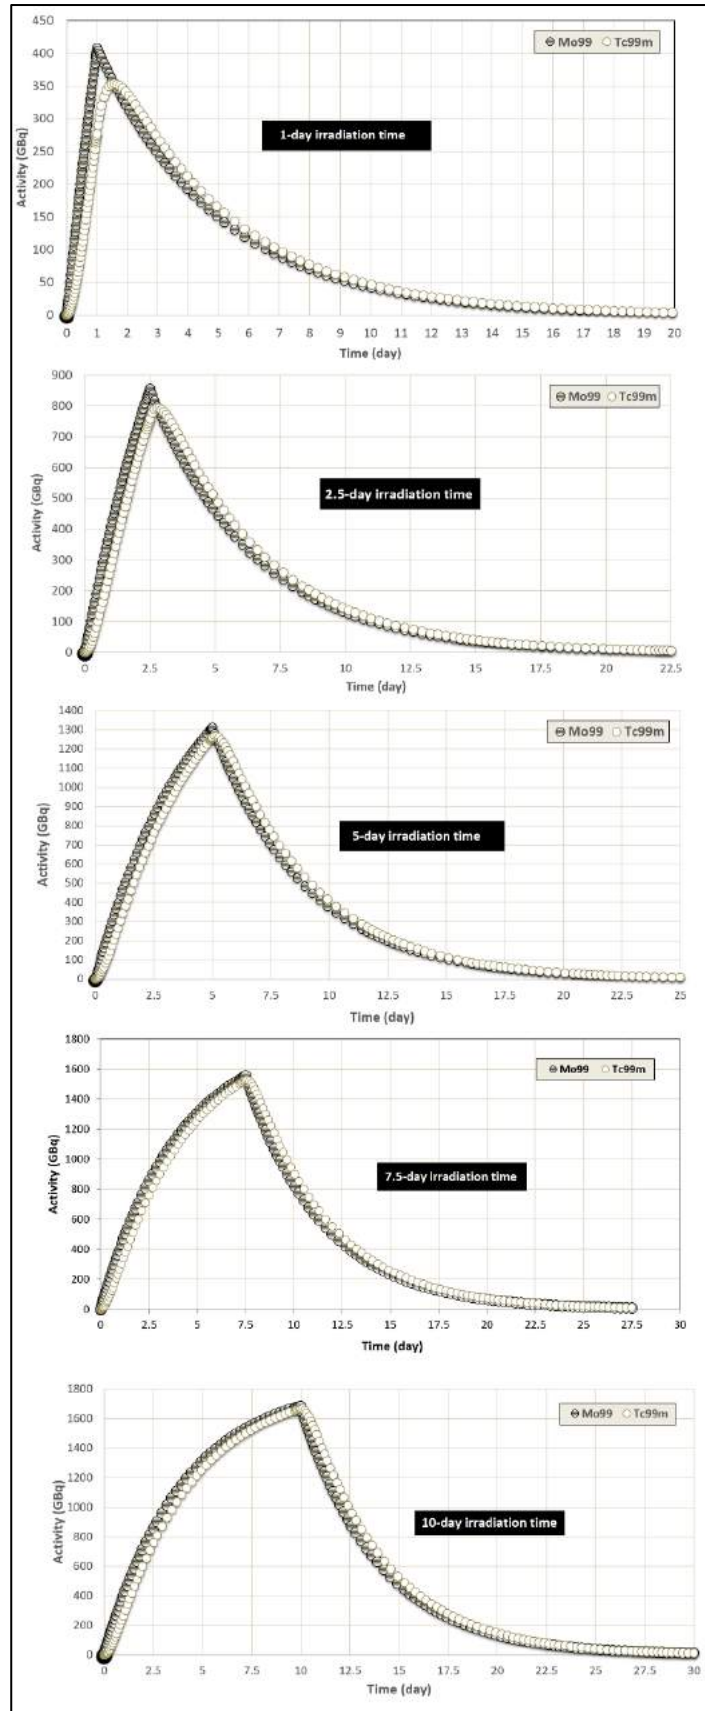 450
400
350
300
250
200
150
100
50
0
Activity (GBq)
Mo99 Tc99m
1-day irradiation time
0 1 2 3 4 5 6 7 8 9 10 11 12 13 14 15 16 17 18 19 20
Time (day)
900
800
700
600
500
400
300
200
100
0
Activity (GBq)
Mo99 Tc99m
2.5-day irradiation time
0 2.5 5 7.5 10 12.5 15 17.5 20 22.5
Time (day)
1400
1300
1200
1100
1000
900
800
700
600
500
400
300
200
100
0
Activity (GBq)
Mo99 Tc99m
5-day irradiation time
0 2.5 5 7.5 10 12.5 15 17.5 20 22.5 25
Time (day)
1800
1600
1400
1200
1000
800
600
400
200
0
Activity (GBq)
Mo99 Tc99m
7.5-day irradiation time
0 2.5 5 7.5 10 12.5 15 17.5 20 22.5 25 27.5 30
Time (day)
1800
1600
1400
1200
1000
800
600
400
200
0
Activity (GBq)
Mo99 Tc99m
10-day irradiation time
0 2.5 5 7.5 10 12.5 15 17.5 20 22.5 25 27.5 30
Time (day)